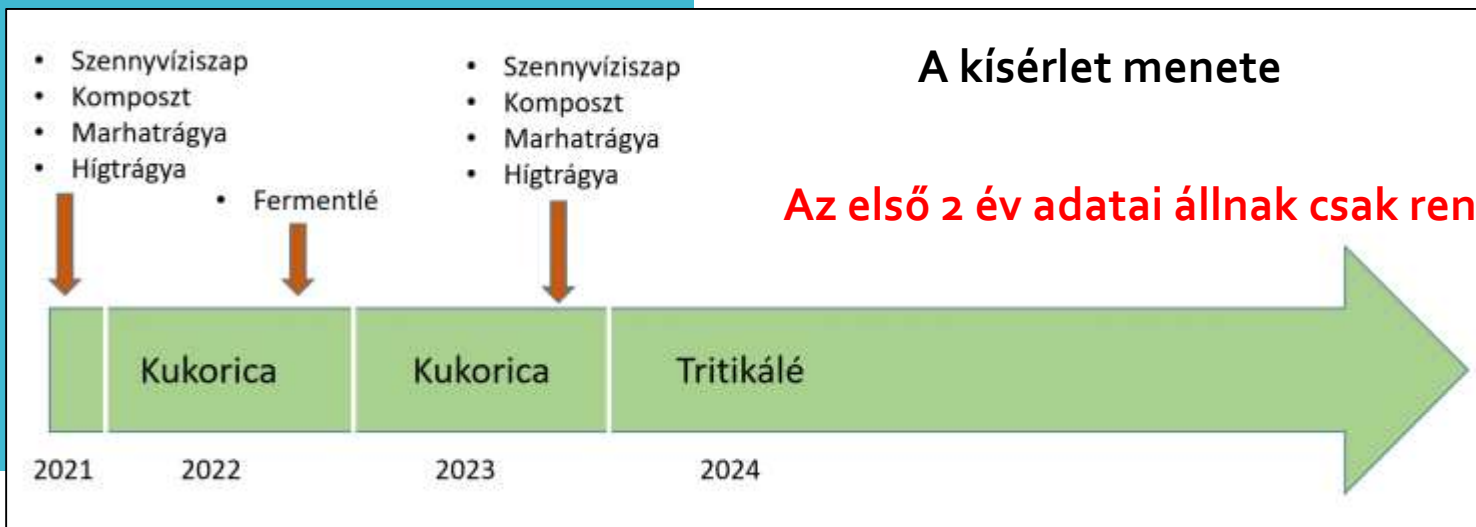 A kísérlet menete
Az első 2 év adatai állnak csak ren
• Szennyvíziszap
• Komposzt
• Marhatrágya
• Hígtrágya
• Fermentlé
• Szennyvíziszap
• Komposzt
• Marhatrágya
• Hígtrágya
Kukorica
Kukorica
Tritikálé
2021
2022
2023
2024